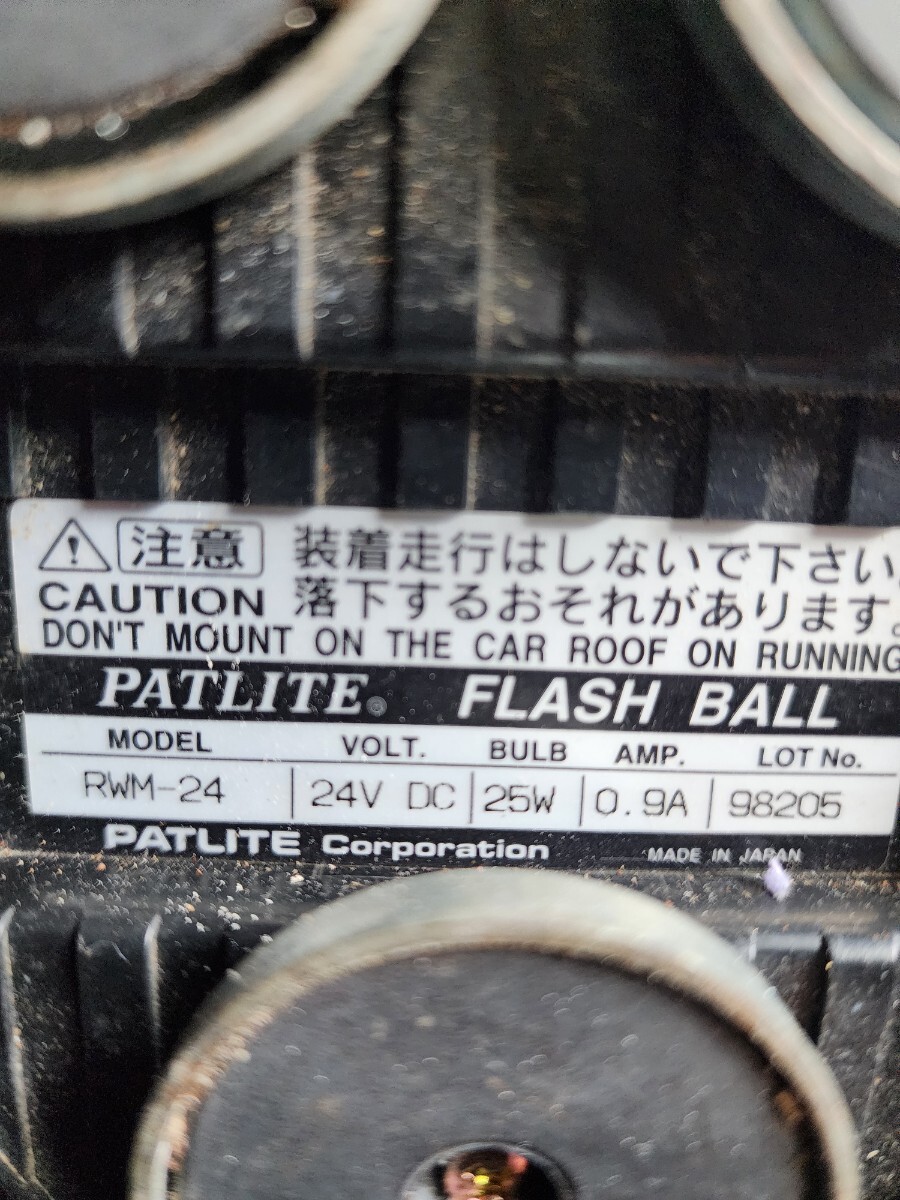 注意 装着走行はしないで下さい。
CAUTION 落下するおそれがあります。
DON'T MOUNT ON THE CAR ROOF ON RUNNING
PATLITE® FLASH BALL
MODEL VOLT. BULB AMP. LOT No.
RWM-24 24V DC 25W 0.9A 98205
PATLITE Corporation MADE IN JAPAN